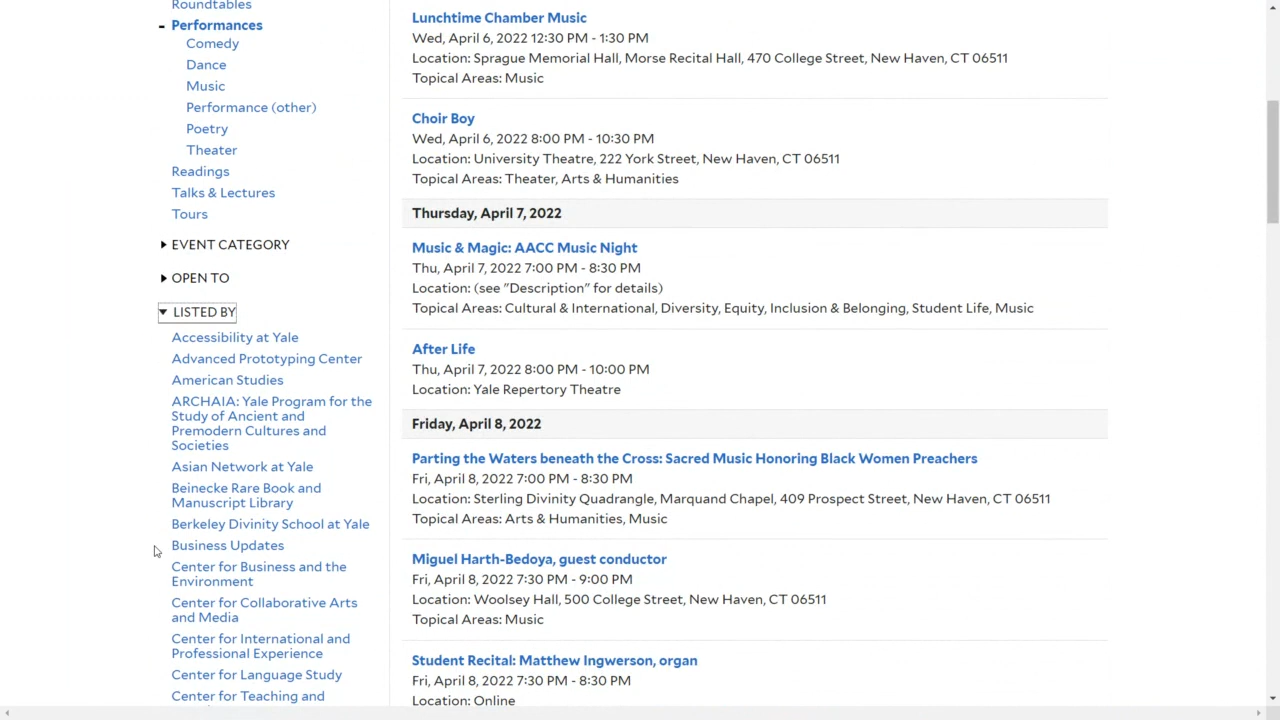 Roundtables
Performances
Comedy
Dance
Music
Performance (other)
Poetry
Theater
Readings
Talks & Lectures
Tours
EVENT CATEGORY
OPEN TO
LISTED BY
Accessibility at Yale
Advanced Prototyping Center
American Studies
ARCHAIA: Yale Program for the
Study of Ancient and
Premodern Cultures and
Societies
Asian Network at Yale
Beinecke Rare Book and
Manuscript Library
Berkeley Divinity School at Yale
Business Updates
Center for Business and the
Environment
Center for Collaborative Arts
and Media
Center for International and
Professional Experience
Center for Language Study
Center for Teaching and
Lunchtime Chamber Music
Wed, April 6, 2022 12:30 PM - 1:30 PM
Location: Sprague Memorial Hall, Morse Recital Hall, 470 College Street, New Haven, CT 06511
Topical Areas: Music
Choir Boy
Wed, April 6, 2022 8:00 PM - 10:30 PM
Location: University Theatre, 222 York Street, New Haven, CT 06511
Topical Areas: Theater, Arts & Humanities
Thursday, April 7, 2022
Music & Magic: AACC Music Night
Thu, April 7, 2022 7:00 PM - 8:30 PM
Location: (see "Description" for details)
Topical Areas: Cultural & International, Diversity, Equity, Inclusion & Belonging, Student Life, Music
After Life
Thu, April 7, 2022 8:00 PM - 10:00 PM
Location: Yale Repertory Theatre
Friday, April 8, 2022
Parting the Waters beneath the Cross: Sacred Music Honoring Black Women Preachers
Fri, April 8, 2022 7:00 PM - 8:30 PM
Location: Sterling Divinity Quadrangle, Marquand Chapel, 409 Prospect Street, New Haven, CT 06511
Topical Areas: Arts & Humanities, Music
Miguel Harth-Bedoya, guest conductor
Fri, April 8, 2022 7:30 PM - 9:00 PM
Location: Woolsey Hall, 500 College Street, New Haven, CT 06511
Topical Areas: Music
Student Recital: Matthew Ingwerson, organ
Fri, April 8, 2022 7:30 PM - 8:30 PM
Location: Online